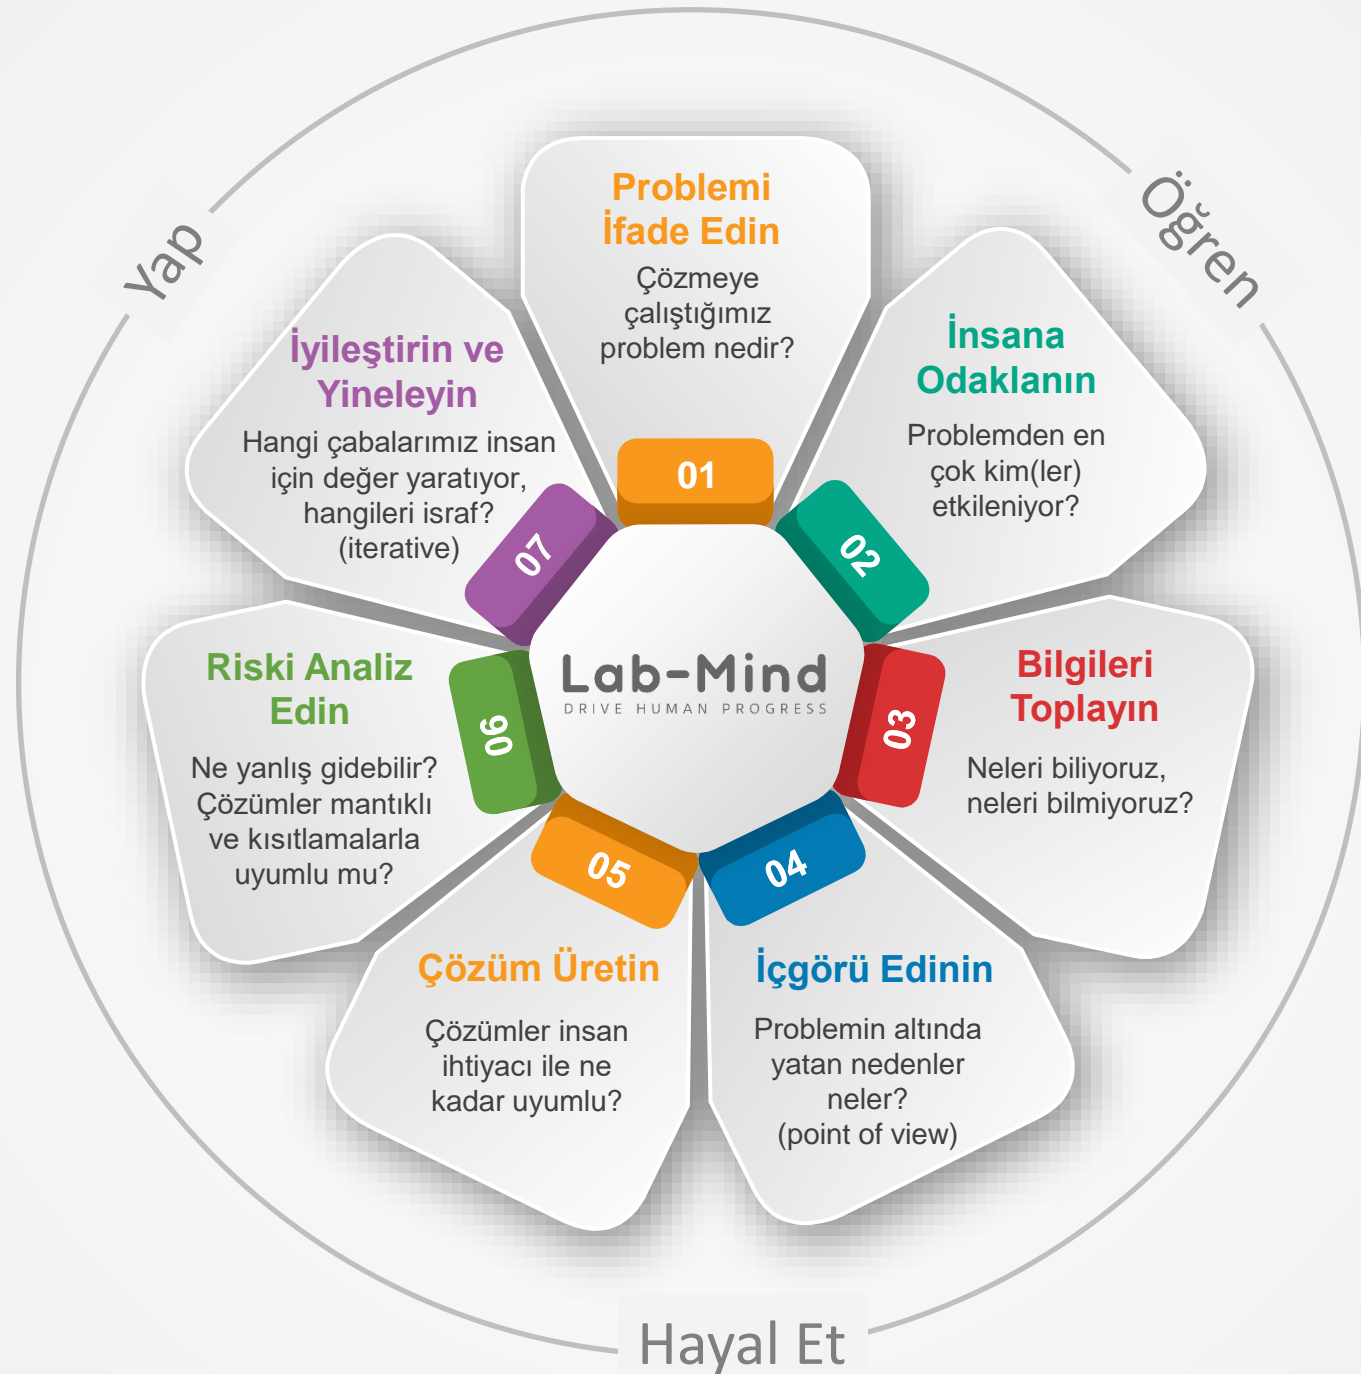 Yap
Öğren
Hayal Et
Problemi
İfade Edin
Çözmeye
çalıştığımız
problem nedir?
01
İnsana
Odaklanın
Problemden en
çok kim(ler)
etkileniyor?
02
Bilgileri
Toplayın
Neleri biliyoruz,
neleri bilmiyoruz?
03
İçgörü Edinin
Problemin altında
yatan nedenler
neler?
(point of view)
04
Çözüm Üretin
Çözümler insan
ihtiyacı ile ne
kadar uyumlu?
05
Riski Analiz
Edin
Ne yanlış gidebilir?
Çözümler mantıklı
ve kısıtlamalarla
uyumlu mu?
06
İyileştirin ve
Yineleyin
Hangi çabalarımız insan
için değer yaratıyor,
hangileri israf?
(iterative)
07
Lab-Mind
DRIVE HUMAN PROGRESS